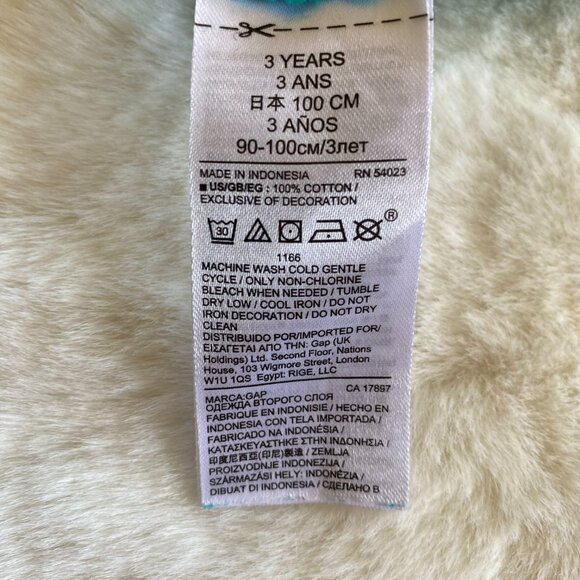 3 YEARS
3 ANS
日本 100 CM
3 AÑOS
90-100см/3лет
MADE IN INDONESIA RN 54023
US/GB/EG : 100% COTTON /
EXCLUSIVE OF DECORATION
30
®
1166
MACHINE WASH COLD GENTLE
CYCLE / ONLY NON-CHLORINE
BLEACH WHEN NEEDED / TUMBLE
DRY LOW / COOL IRON / DO NOT
IRON DECORATION / DO NOT DRY
CLEAN
DISTRIBUIDO POR/IMPORTED FOR/
ΕΙΣΑΓΕΤΑΙ ΑΠΟ ΤΗΝ: Gap (UK
Holdings) Ltd. Second Floor, Nations
House, 103 Wigmore Street, London
W1U 1QS Egypt: RIGE, LLC
MARCA:GAP CA 17897
ОДЕЖДА ВТОРОГО СЛОЯ
FABRIQUE EN INDONISIE / HECHO EN
INDONESIA CON TELA IMPORTADA /
FABRICADO NA INDONÉSIA /
ΚΑΤΑΣΚΕΥΑΣΤΗΚΕ ΣΤΗΝ ΙΝΔΟΝΗΣΙΑ /
印度尼西亞(印尼)製造 / ZEMLJA
PROIZVODNJE INDONEZIJA /
SZÁRMAZÁSI HELY: INDONÉZIA /
DIBUAT DI INDONESIA / СДЕЛАНО В